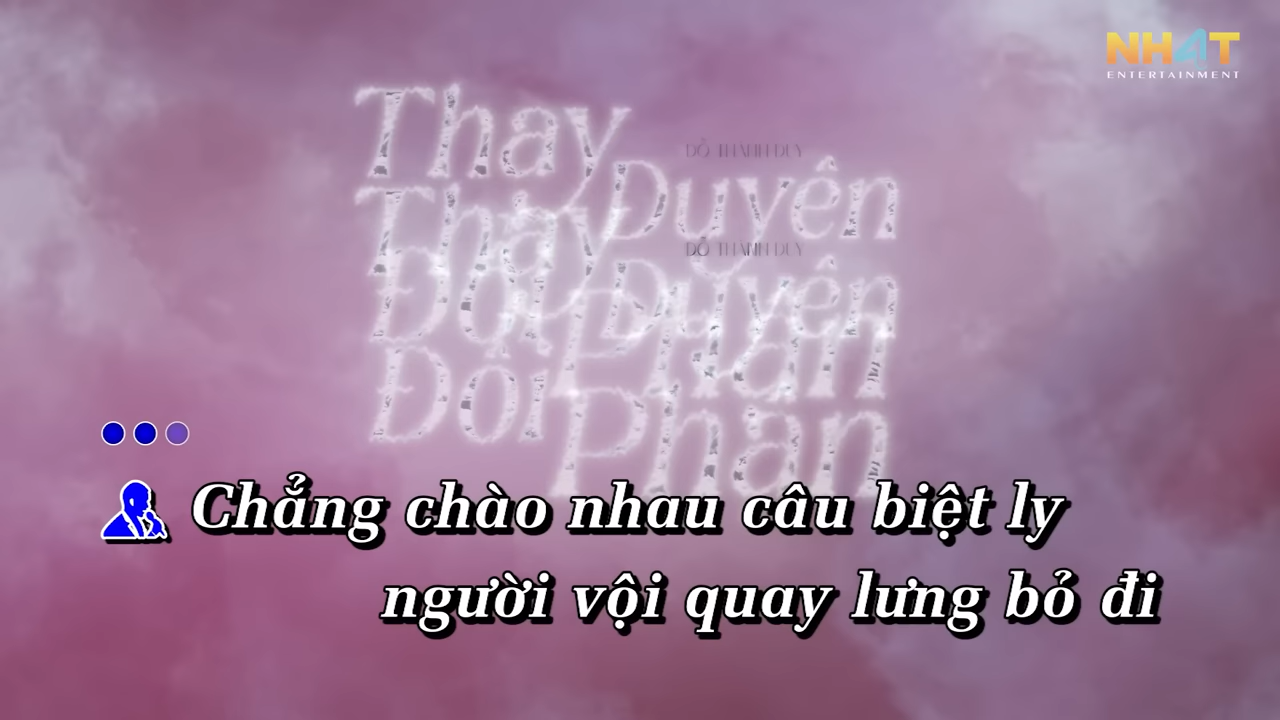 NH4T
ENTERTAINMENT
Thay
ĐỖ THÀNH DUY
Duyên
Thay
ĐỖ THÀNH DUY
Đổi
Duyên
Phận
Đổi
Phận
Chẳng chào nhau câu biệt ly
người vội quay lưng bỏ đi